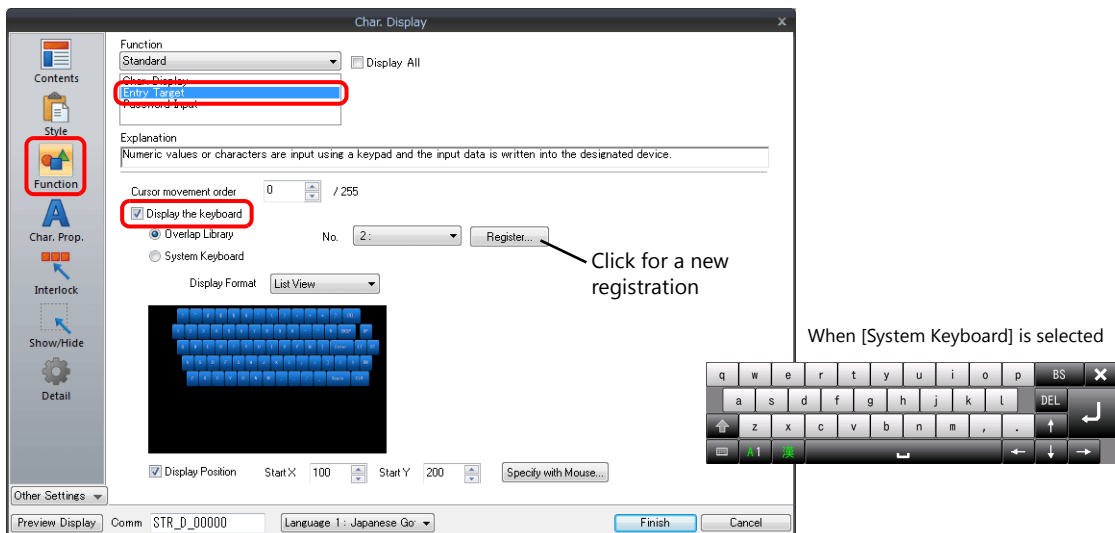 Char. Display
x
Contents
Style
Function
Char. Prop.
Interlock
Show/Hide
Detail
Other Settings
Function
Standard
Display All
Char. Display
Entry Target
Password Input
Explanation
Numeric values or characters are input using a keypad and the input data is written into the designated device.
Cursor movement order 0 / 255
Display the keyboard
Overlap Library No. 2 : Register...
System Keyboard
Click for a new
registration
Display Format List View
Display Position Start X 100 Start Y 200 Specify with Mouse...
Preview Display Comm STR_D_00000 Language 1 : Japanese Go Finish Cancel
When [System Keyboard] is selected
q w e r t y u i o p BS ×
a s d f g h j k l DEL
z x c v b n m , . ↑
A1 漢 ← ↓ →